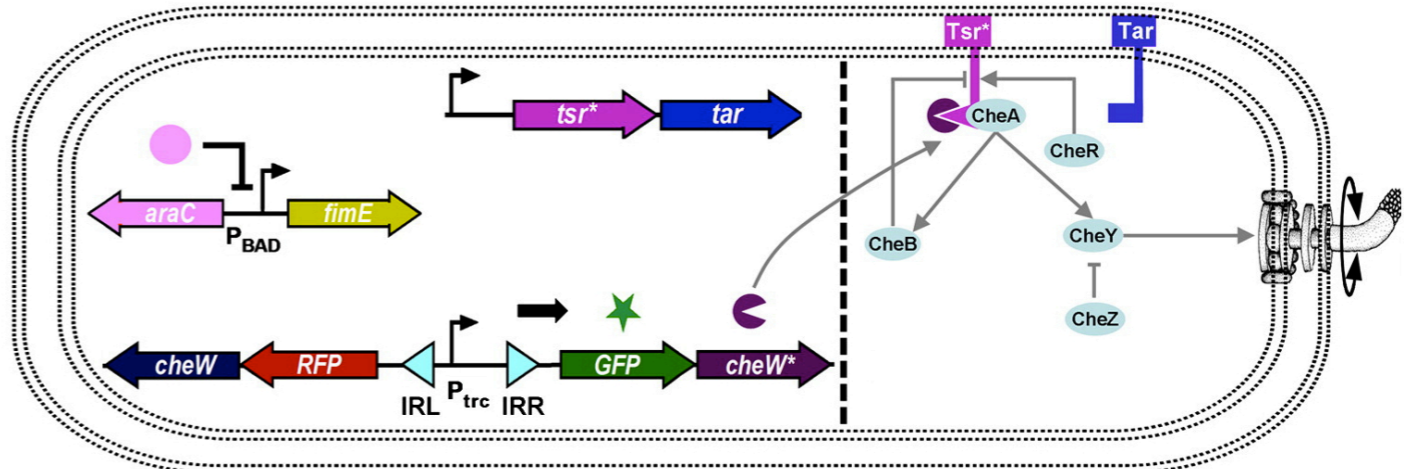 Tsr* Tar
tsr* tar
CheA
CheR
araC fimE
PBAD
CheB CheY
CheZ
cheW RFP GFP cheW*
IRL Ptrc IRR